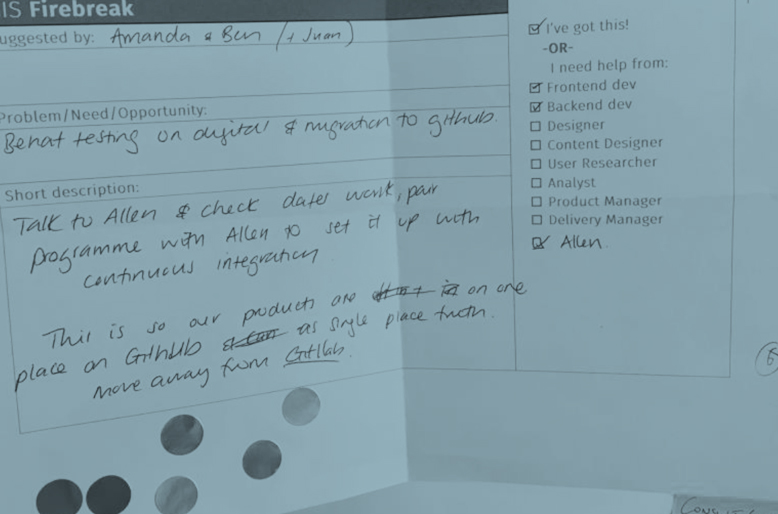 IS Firebreak
uggested by: Amanda & Ben (+ Juan)
Problem/Need/Opportunity:
Behat testing on digital & migration to github.
Short description:
Talk to Allen & check dates work, pair
programme with Allen to set it up with
continuous integration
This is so our products are on one
place on GitHub as single place truth.
Move away from Gitlab.
I've got this!
-OR-
I need help from:
Frontend dev
Backend dev
Designer
Content Designer
User Researcher
Analyst
Product Manager
Delivery Manager
Allen.